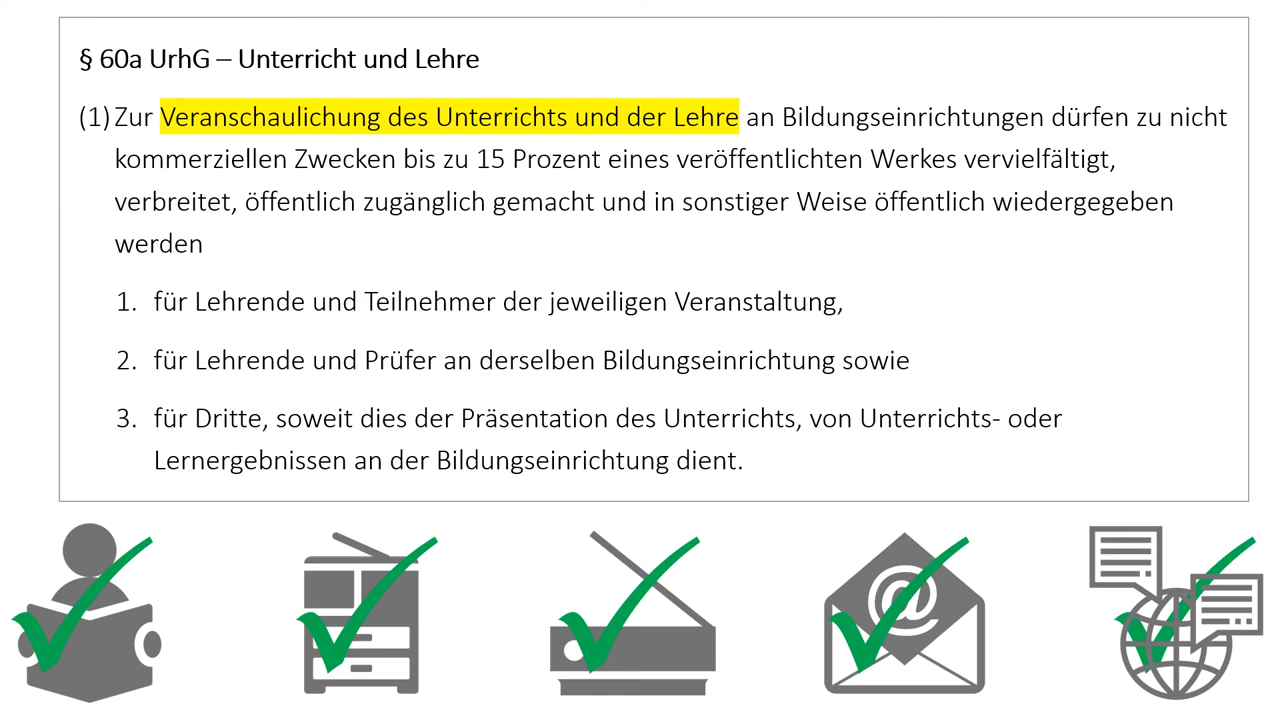 § 60a UrhG – Unterricht und Lehre
(1) Zur Veranschaulichung des Unterrichts und der Lehre an Bildungseinrichtungen dürfen zu nicht
kommerziellen Zwecken bis zu 15 Prozent eines veröffentlichten Werkes vervielfältigt,
verbreitet, öffentlich zugänglich gemacht und in sonstiger Weise öffentlich wiedergegeben
werden
1. für Lehrende und Teilnehmer der jeweiligen Veranstaltung,
2. für Lehrende und Prüfer an derselben Bildungseinrichtung sowie
3. für Dritte, soweit dies der Präsentation des Unterrichts, von Unterrichts- oder
Lernergebnissen an der Bildungseinrichtung dient.
@